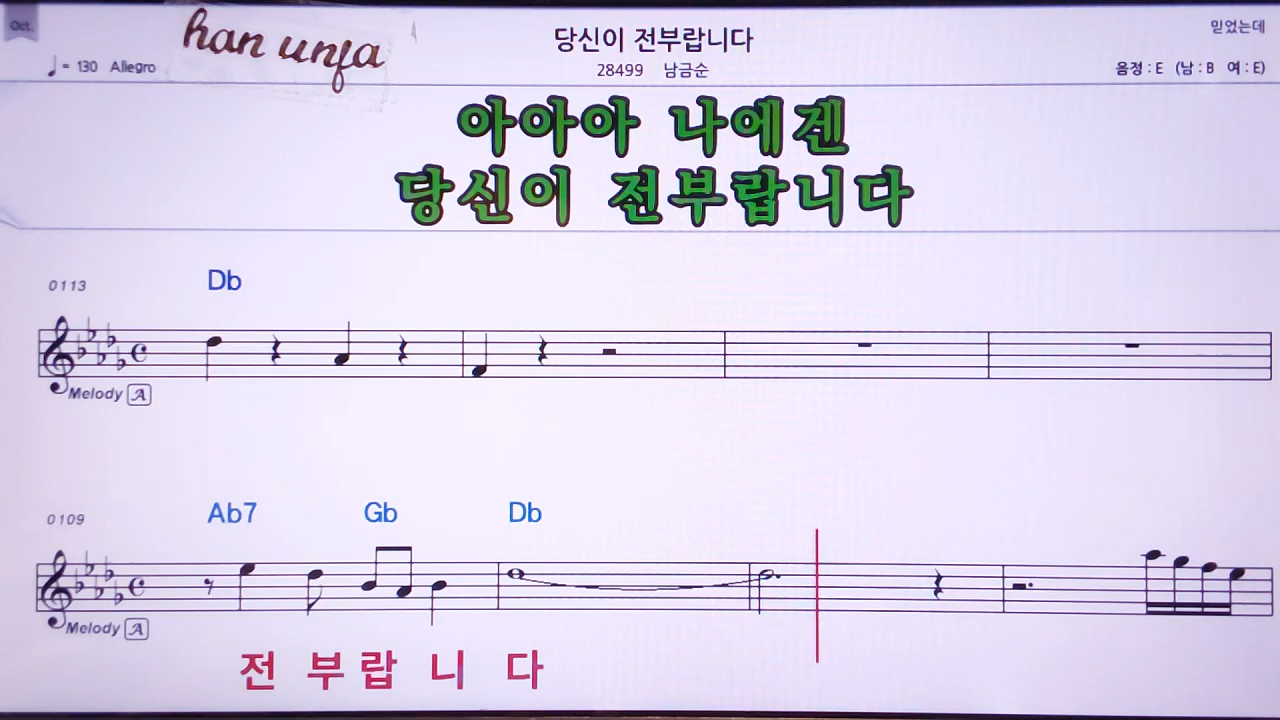 Oct.
han unja
당신이 전부랍니다
믿었는데
♩= 130 Allegro
28499 남금순
음정 : E (남 : B 여 : E)
아아아 나에겐
당신이 전부랍니다
0113
Db
Melody A
0109
Ab7 Gb Db
Melody A
전 부랍 니 다